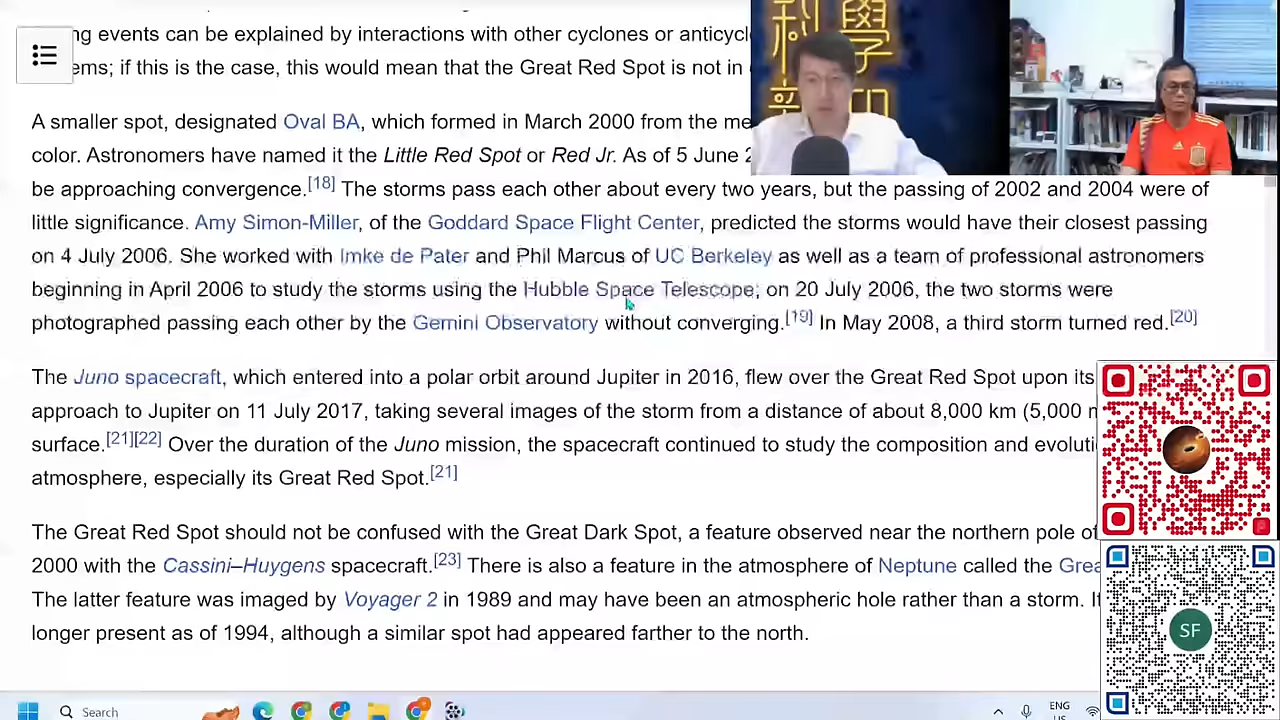 ng events can be explained by interactions with other cyclones or anticycl
ems; if this is the case, this would mean that the Great Red Spot is not in
科學
A smaller spot, designated Oval BA, which formed in March 2000 from the me
color. Astronomers have named it the Little Red Spot or Red Jr. As of 5 June 2
be approaching convergence.[18] The storms pass each other about every two years, but the passing of 2002 and 2004 were of
little significance. Amy Simon-Miller, of the Goddard Space Flight Center, predicted the storms would have their closest passing
on 4 July 2006. She worked with Imke de Pater and Phil Marcus of UC Berkeley as well as a team of professional astronomers
beginning in April 2006 to study the storms using the Hubble Space Telescope; on 20 July 2006, the two storms were
photographed passing each other by the Gemini Observatory without converging.[19] In May 2008, a third storm turned red.[20]
The Juno spacecraft, which entered into a polar orbit around Jupiter in 2016, flew over the Great Red Spot upon its
approach to Jupiter on 11 July 2017, taking several images of the storm from a distance of about 8,000 km (5,000 m
surface.[21][22] Over the duration of the Juno mission, the spacecraft continued to study the composition and evoluti
atmosphere, especially its Great Red Spot.[21]
The Great Red Spot should not be confused with the Great Dark Spot, a feature observed near the northern pole of
2000 with the Cassini–Huygens spacecraft.[23] There is also a feature in the atmosphere of Neptune called the Grea
The latter feature was imaged by Voyager 2 in 1989 and may have been an atmospheric hole rather than a storm. It
longer present as of 1994, although a similar spot had appeared farther to the north.
SF
Search
ENG
US